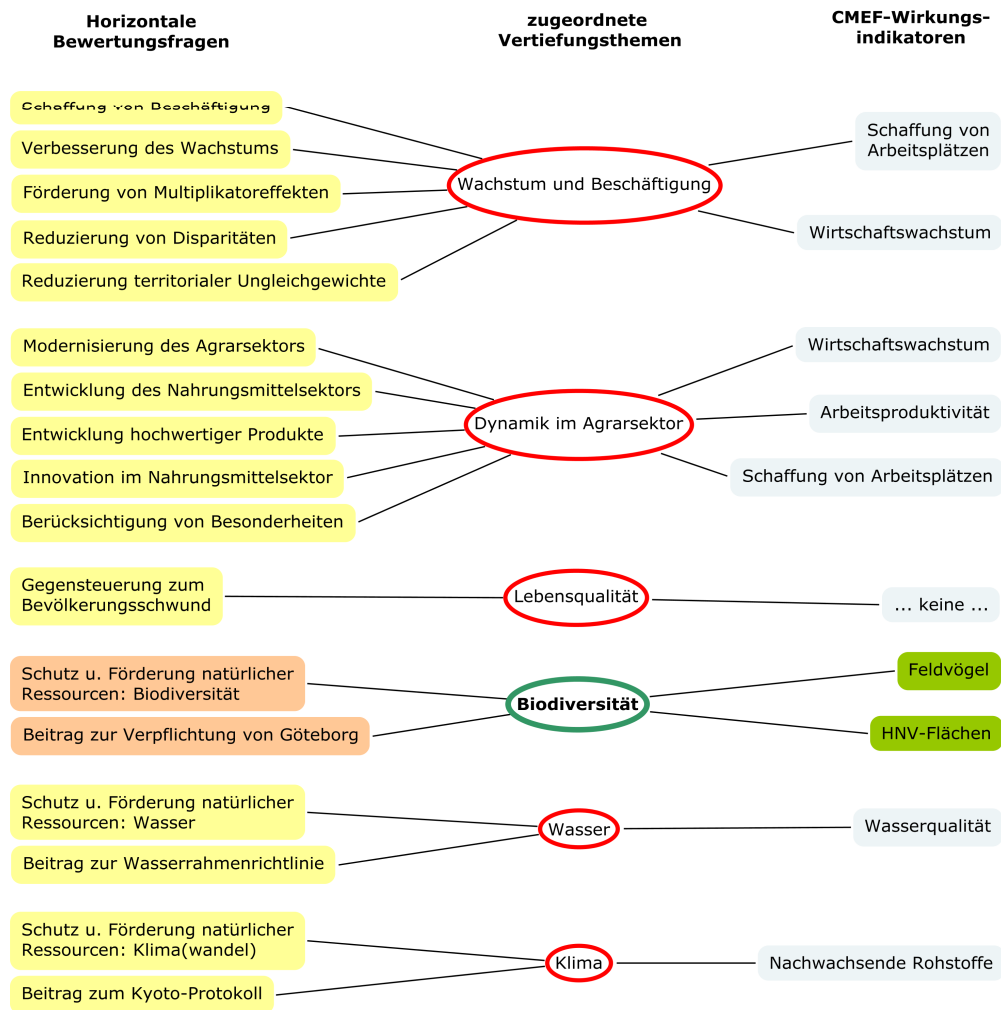 Horizontale
Bewertungsfragen
zugeordnete
Vertiefungsthemen
CMEF-Wirkungs-
indikatoren
Schaffung von Beschäftigung
Verbesserung des Wachstums
Förderung von Multiplikatoreffekten
Reduzierung von Disparitäten
Reduzierung territorialer Ungleichgewichte
Wachstum und Beschäftigung
Schaffung von
Arbeitsplätzen
Wirtschaftswachstum
Modernisierung des Agrarsektors
Entwicklung des Nahrungsmittelsektors
Entwicklung hochwertiger Produkte
Innovation im Nahrungsmittelsektor
Berücksichtigung von Besonderheiten
Dynamik im Agrarsektor
Wirtschaftswachstum
Arbeitsproduktivität
Schaffung von Arbeitsplätzen
Gegensteuerung zum
Bevölkerungsschwund
Lebensqualität
... keine ...
Schutz u. Förderung natürlicher
Ressourcen: Biodiversität
Beitrag zur Verpflichtung von Göteborg
Biodiversität
Feldvögel
HNV-Flächen
Schutz u. Förderung natürlicher
Ressourcen: Wasser
Beitrag zur Wasserrahmenrichtlinie
Wasser
Wasserqualität
Schutz u. Förderung natürlicher
Ressourcen: Klima(wandel)
Beitrag zum Kyoto-Protokoll
Klima
Nachwachsende Rohstoffe